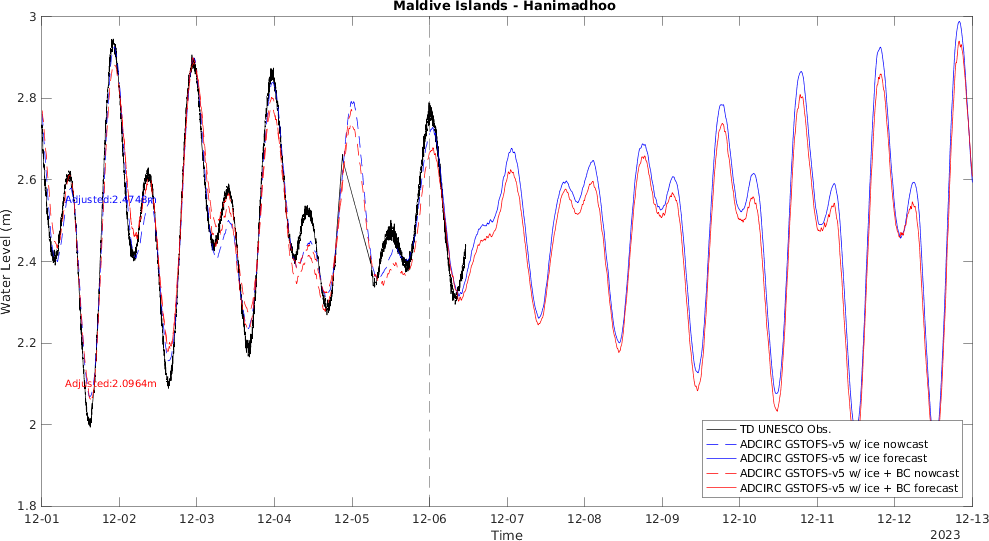 Maldive Islands - Hanimadhoo
3
2.8
2.6
2.4
2.2
2
1.8
Water Level (m)
Adjusted:2.4748m
Adjusted:2.0964m
TD UNESCO Obs.
ADCIRC GSTOFS-v5 w/ ice nowcast
ADCIRC GSTOFS-v5 w/ ice forecast
ADCIRC GSTOFS-v5 w/ ice + BC nowcast
ADCIRC GSTOFS-v5 w/ ice + BC forecast
12-01 12-02 12-03 12-04 12-05 12-06 12-07 12-08 12-09 12-10 12-11 12-12 12-13
Time
2023